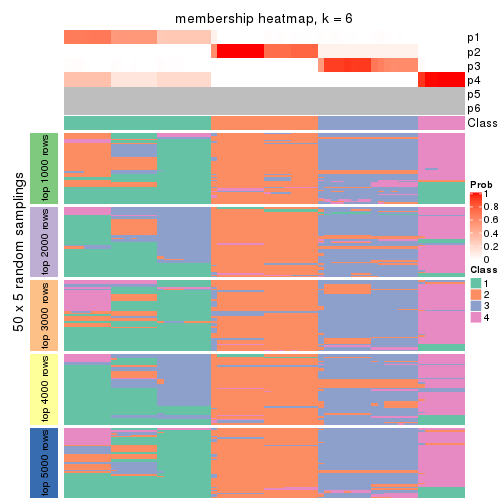 membership heatmap, k = 6
p1
p2
p3
p4
p5
p6
Class
50 x 5 random samplings
top 1000 rows
top 2000 rows
top 3000 rows
top 4000 rows
top 5000 rows
Prob
1
0.8
0.6
0.4
0.2
0
Class
1
2
3
4